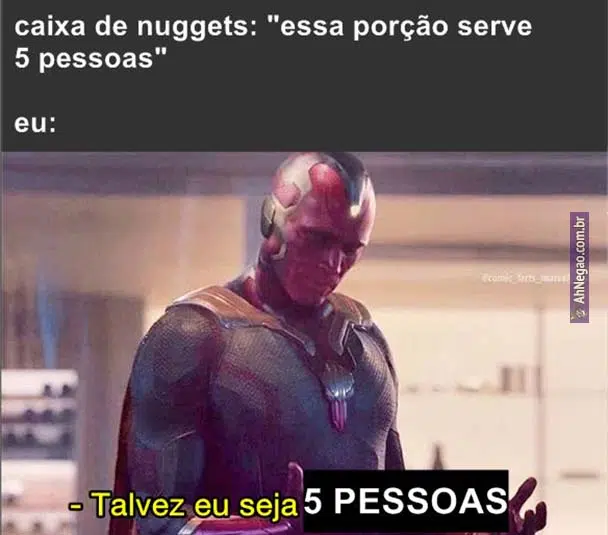 caixa de nuggets: "essa porção serve
5 pessoas"
eu:
AhNegao.com.br
- Talvez eu seja 5 PESSOAS